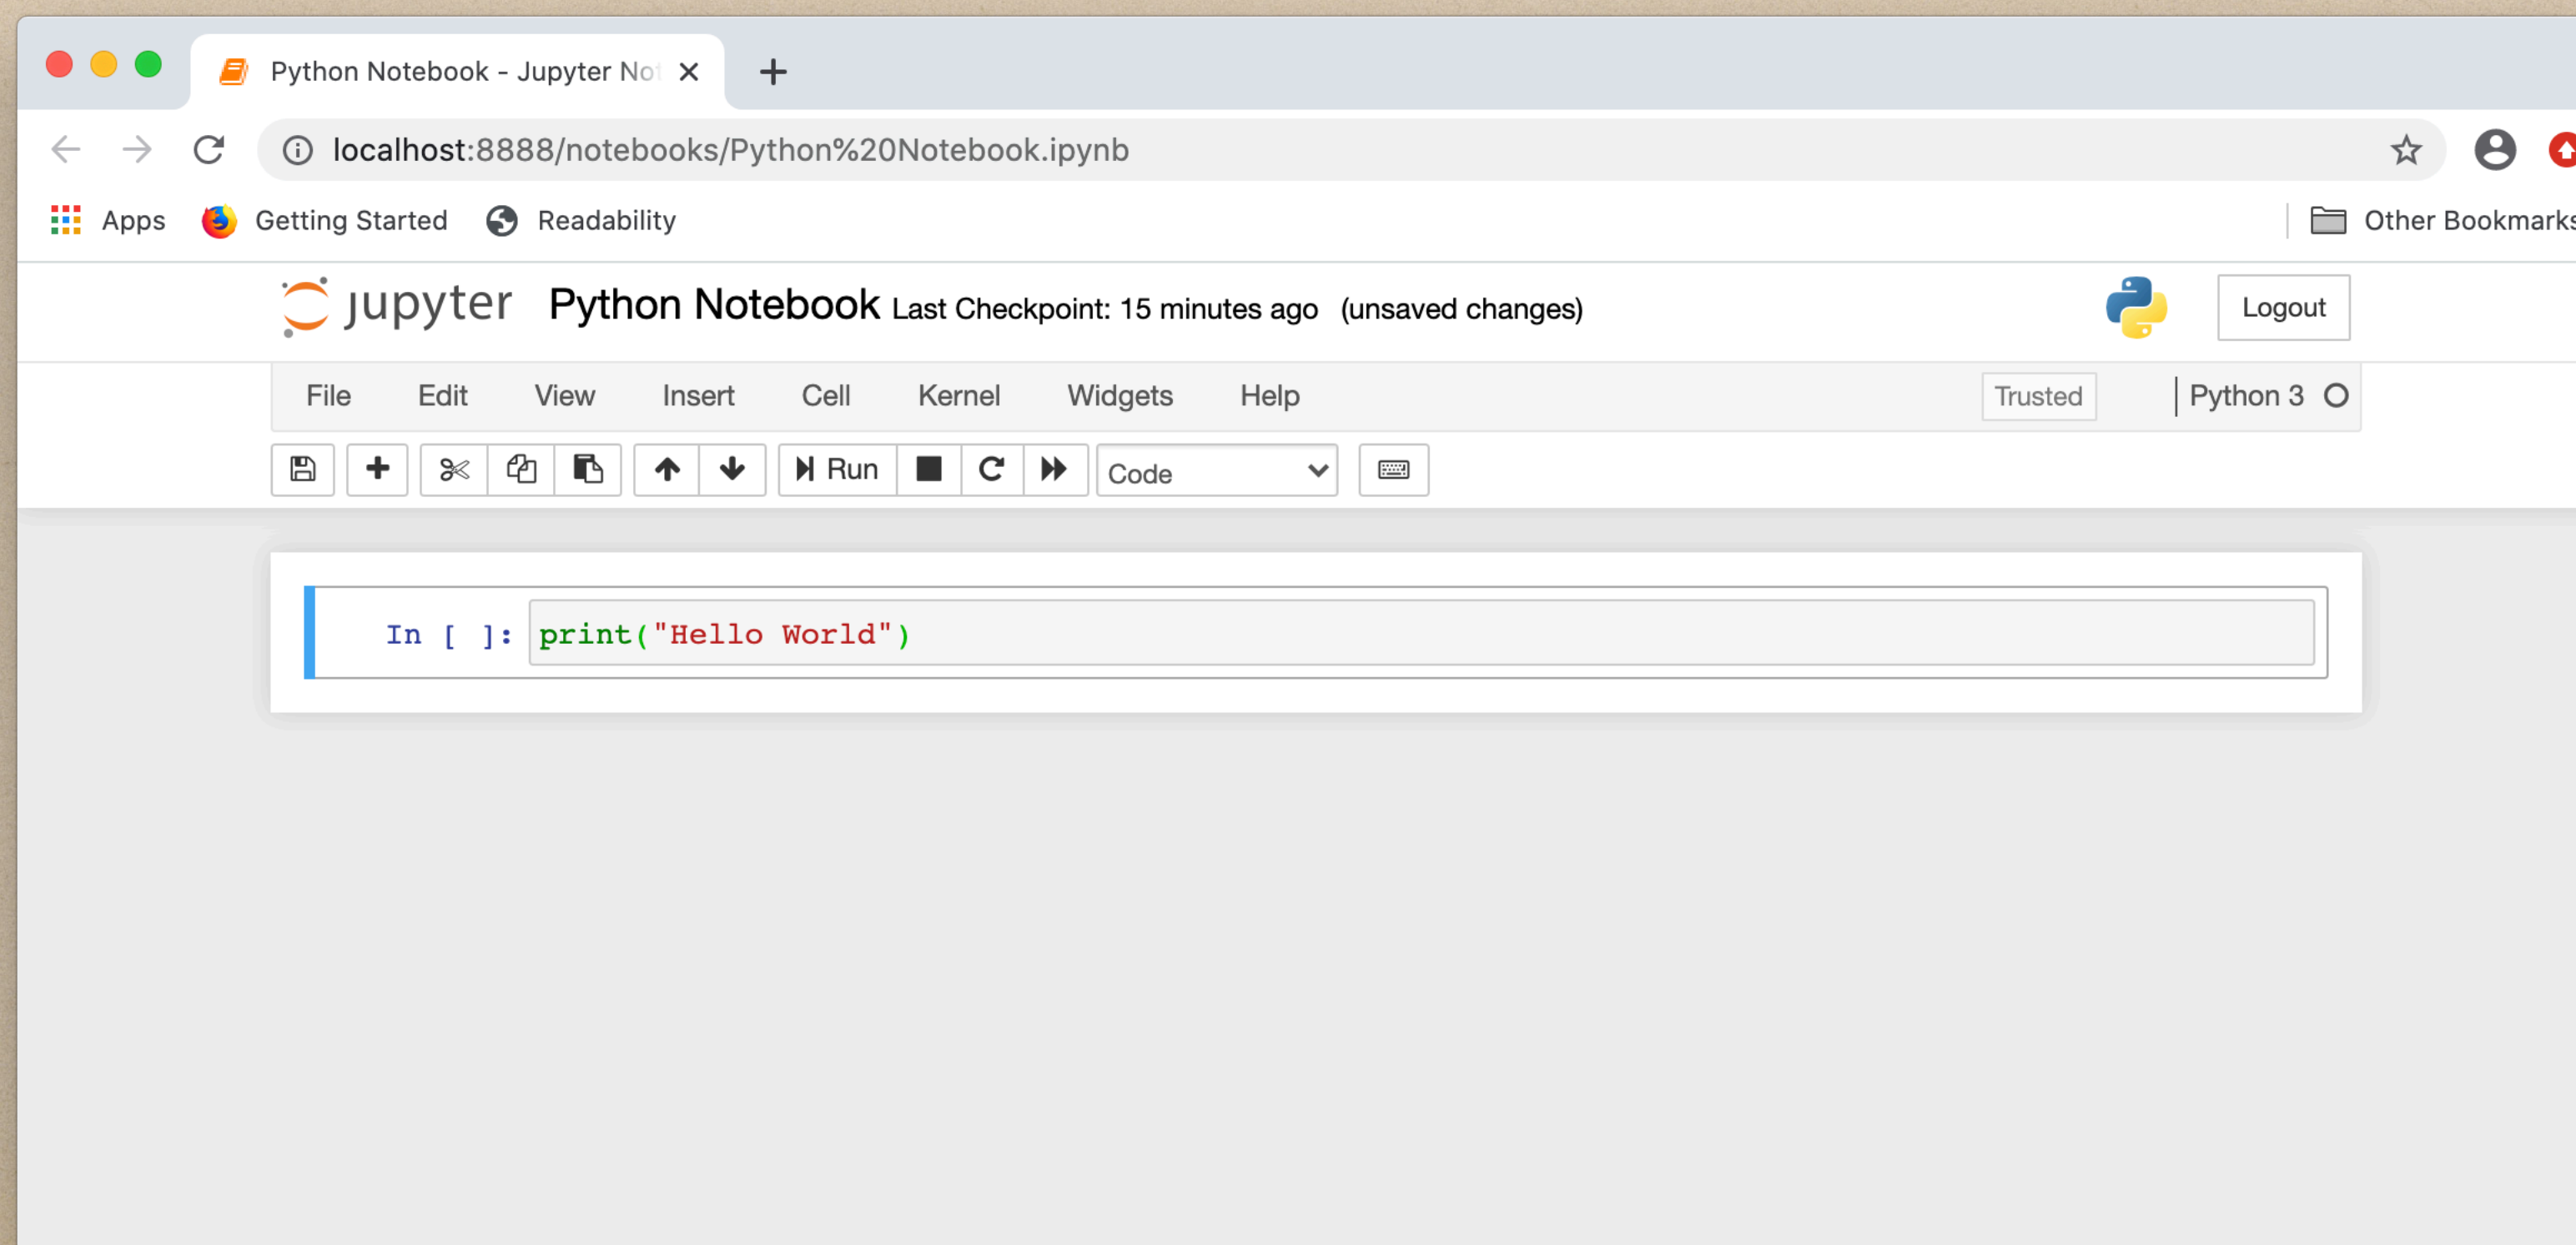 Python Notebook - Jupyter Not
localhost:8888/notebooks/Python%20Notebook.ipynb
Apps Getting Started Readability Other Bookmarks
jupyter Python Notebook Last Checkpoint: 15 minutes ago (unsaved changes) Logout
File Edit View Insert Cell Kernel Widgets Help Trusted Python 3
Run Code
In [ ]: print("Hello World")